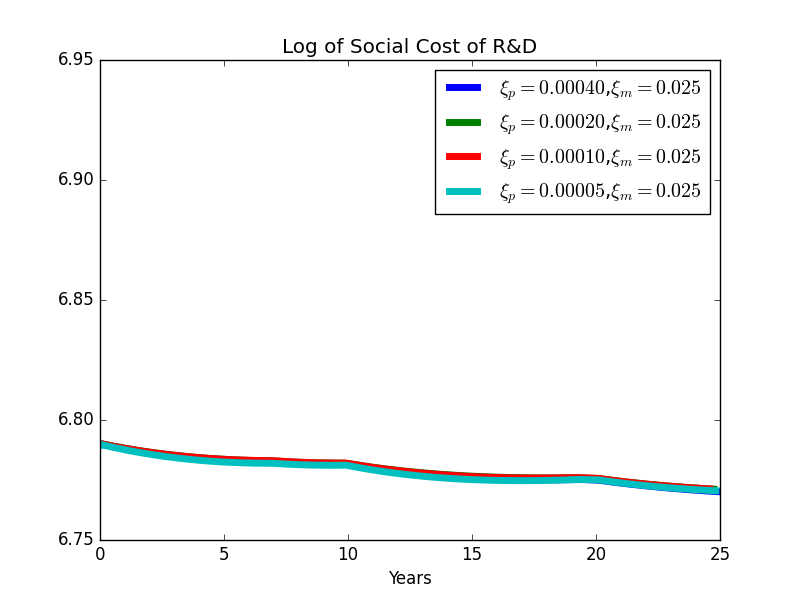 Log of Social Cost of R&D
6.95
6.90
6.85
6.80
6.75
ξₚ = 0.00040,ξₘ = 0.025
ξₚ = 0.00020,ξₘ = 0.025
ξₚ = 0.00010,ξₘ = 0.025
ξₚ = 0.00005,ξₘ = 0.025
0 5 10 15 20 25
Years